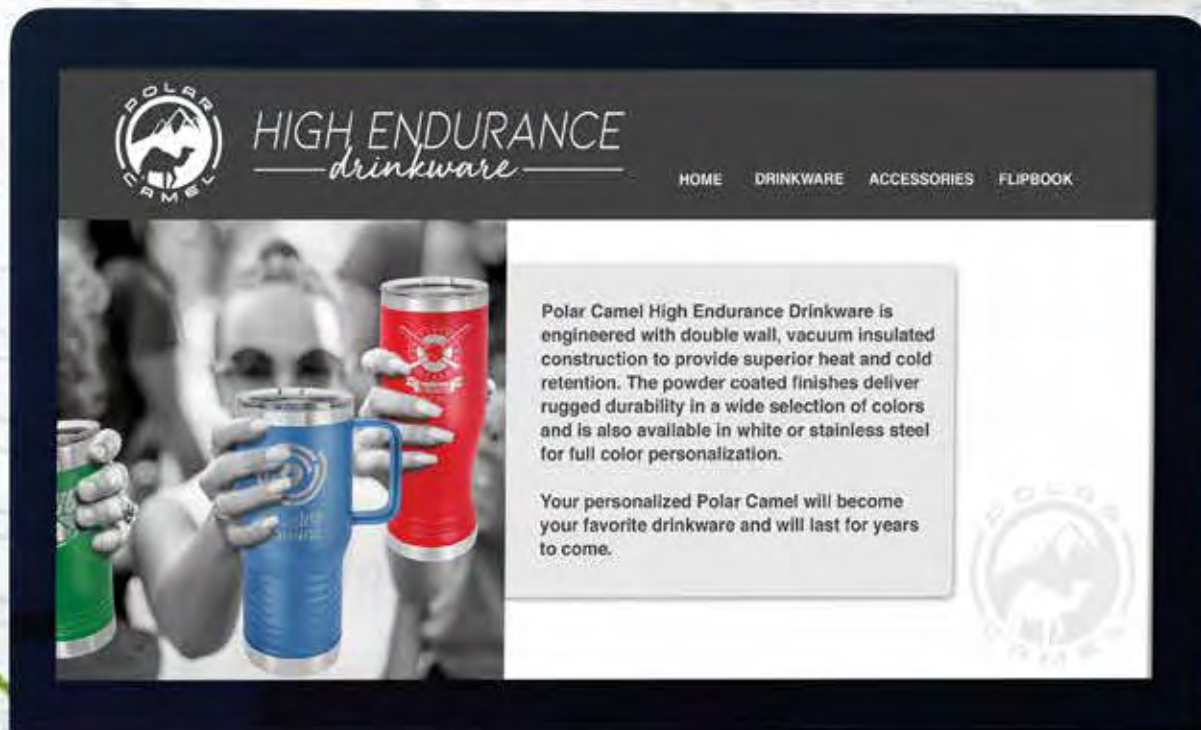 POLAR
CAMEL
HIGH ENDURANCE
drinkware
HOME DRINKWARE ACCESSORIES FLIPBOOK
Polar Camel High Endurance Drinkware is
engineered with double wall, vacuum insulated
construction to provide superior heat and cold
retention. The powder coated finishes deliver
rugged durability in a wide selection of colors
and is also available in white or stainless steel
for full color personalization.
Your personalized Polar Camel will become
your favorite drinkware and will last for years
to come.
POLAR
CAMEL